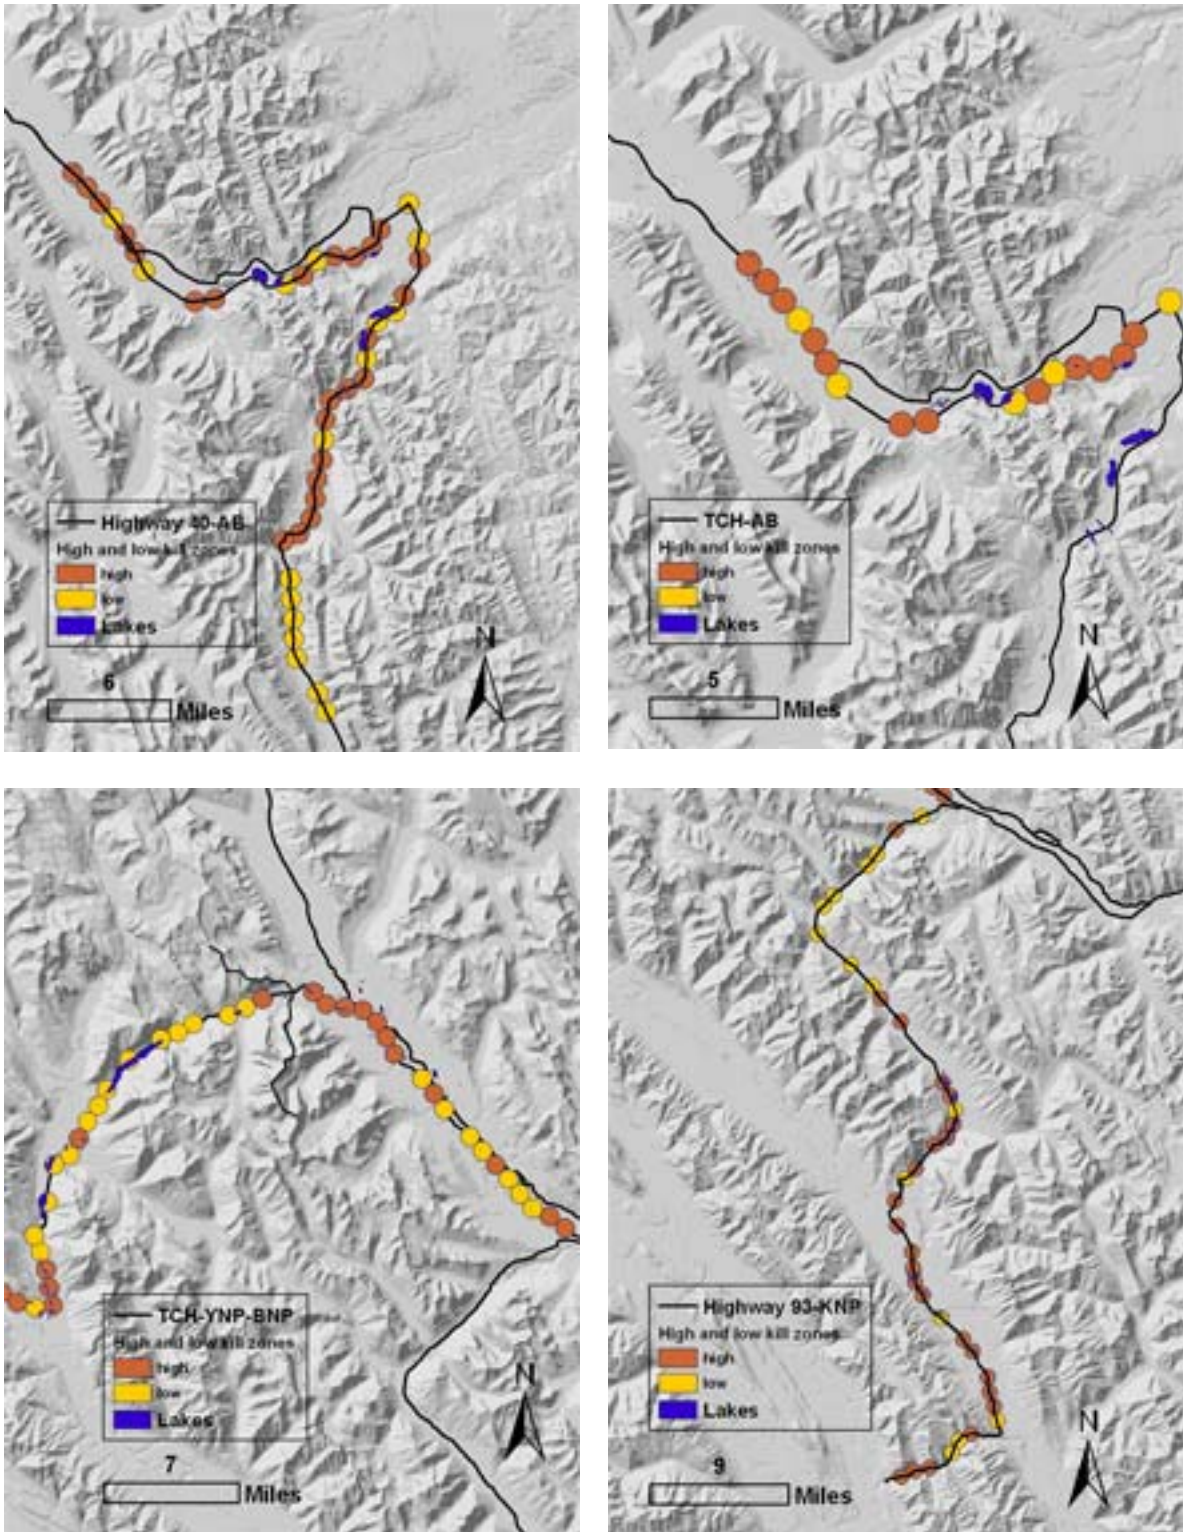 Highway 40-AB
High and low kill zones
high
low
Lakes
N
6
Miles
TCH-AB
High and low kill zones
high
low
Lakes
N
5
Miles
TCH-YNP-BNP
High and low kill zones
high
low
Lakes
N
7
Miles
Highway 93-KNP
High and low kill zones
high
low
Lakes
N
9
Miles